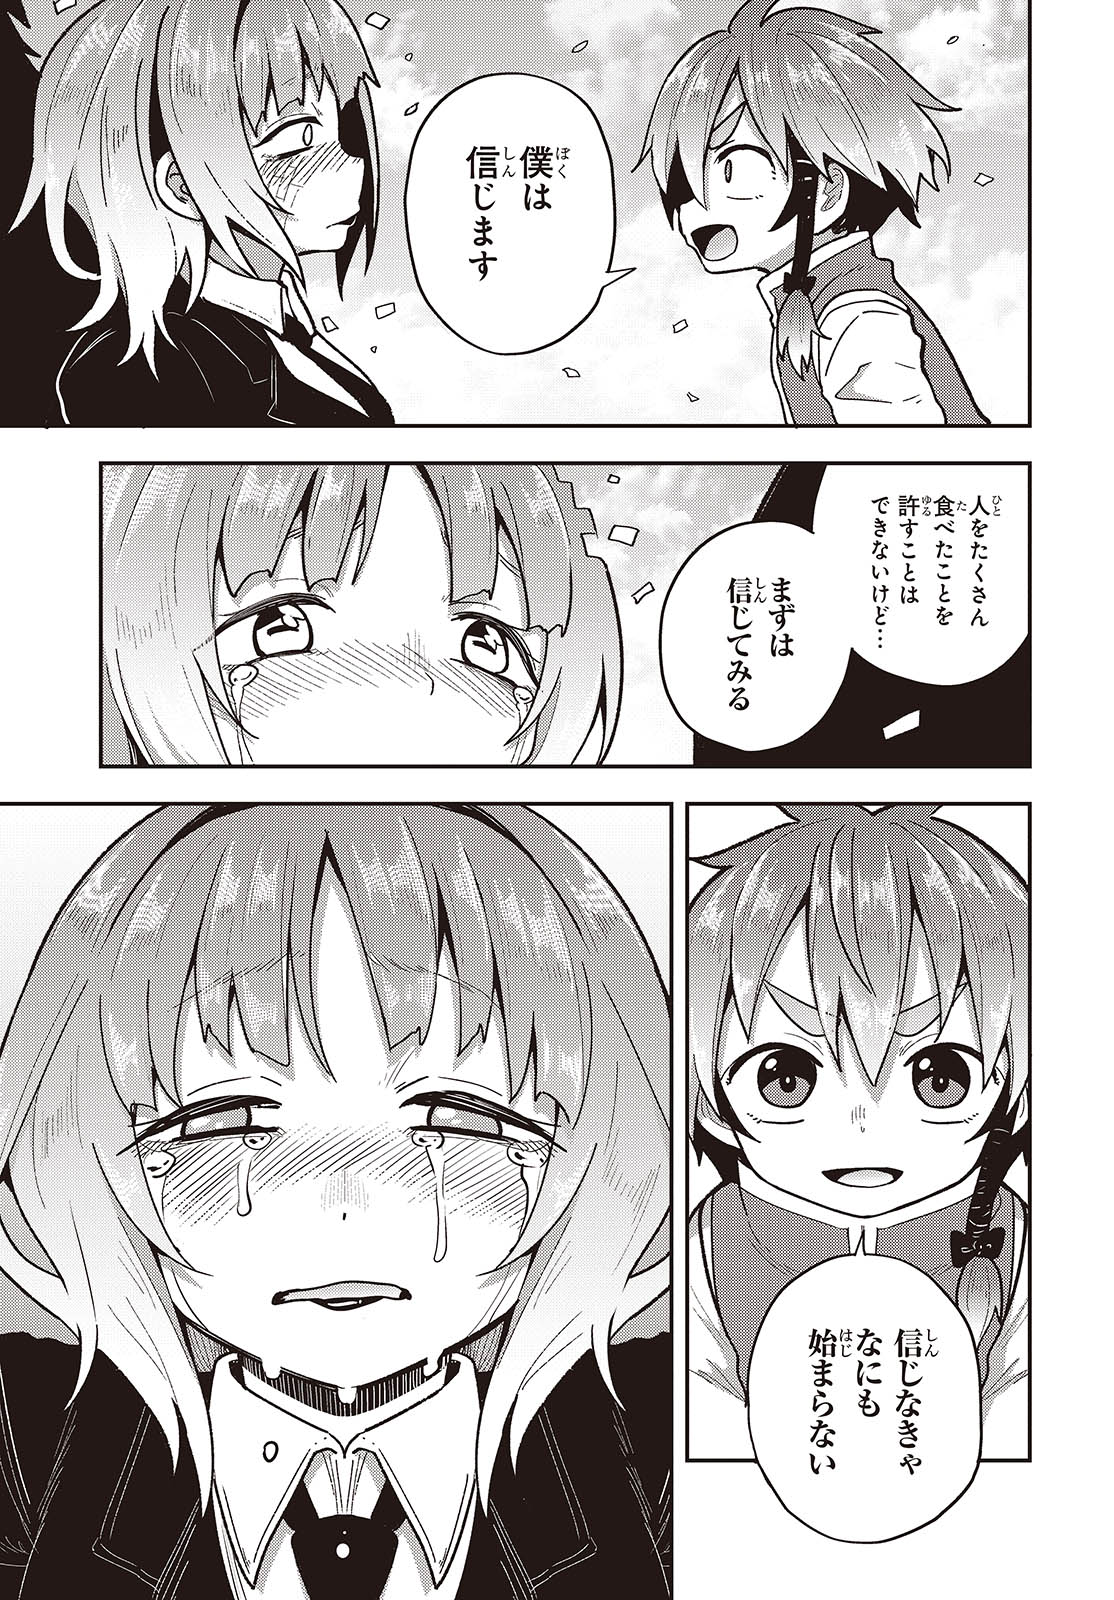 僕は
信じます
人をたくさん
食べたことを
許すことは
できないけど…
まずは
信じてみる
信じなきゃ
なにも
始まらない